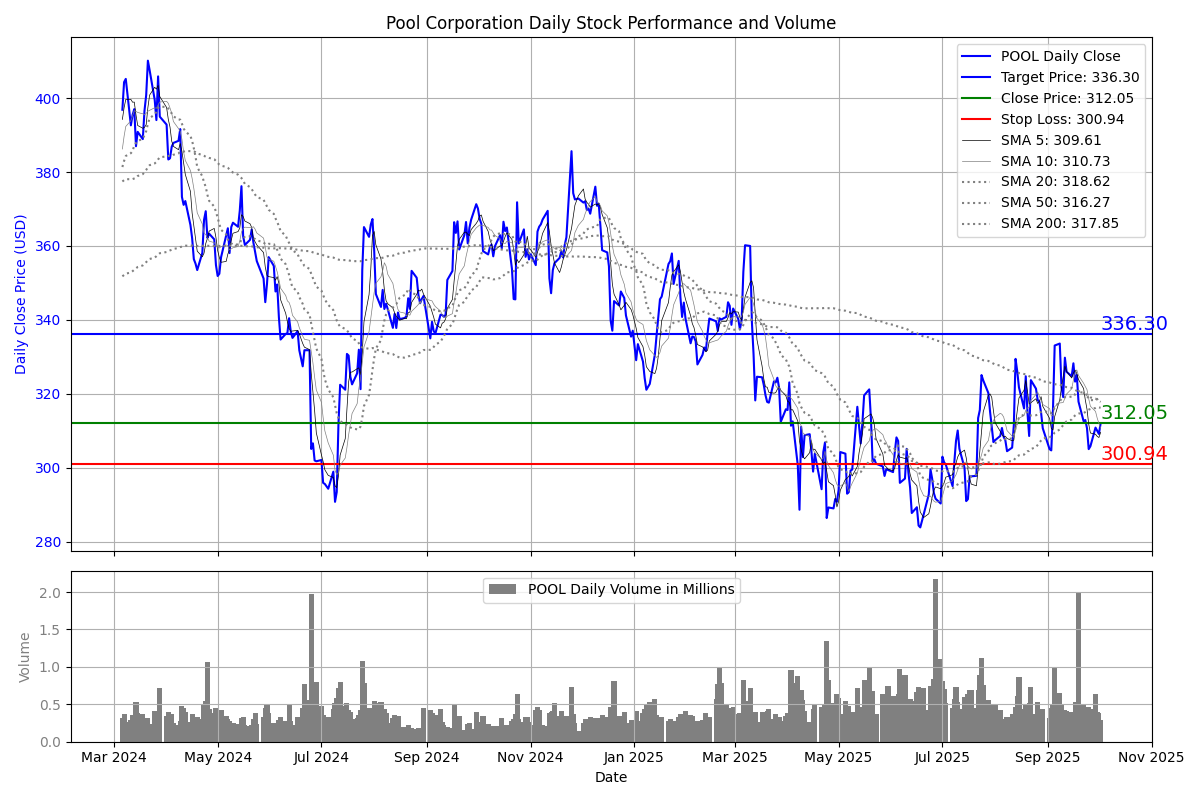 Pool Corporation Daily Stock Performance and Volume
Daily Close Price (USD)
400
380
360
340
320
300
280
POOL Daily Close
Target Price: 336.30
Close Price: 312.05
Stop Loss: 300.94
SMA 5: 309.61
SMA 10: 310.73
SMA 20: 318.62
SMA 50: 316.27
SMA 200: 317.85
336.30
312.05
300.94
Volume
2.0
1.5
1.0
0.5
0.0
POOL Daily Volume in Millions
Mar 2024 May 2024 Jul 2024 Sep 2024 Nov 2024 Jan 2025 Mar 2025 May 2025 Jul 2025 Sep 2025 Nov 2025
Date